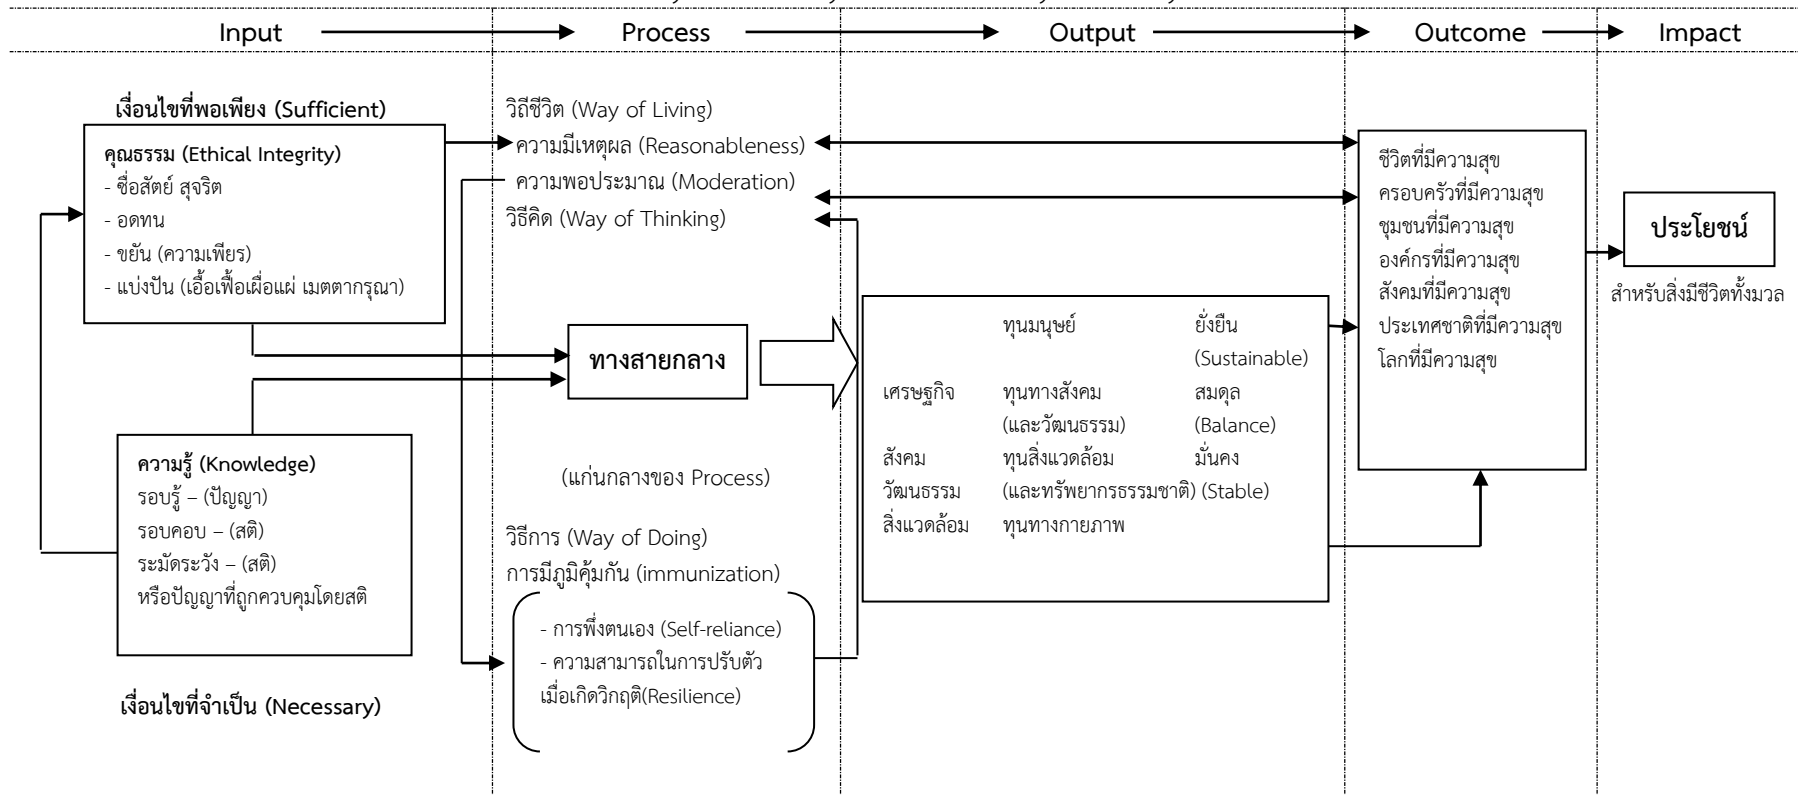 Input
Process
Output
Outcome
Impact
เงื่อนไขที่พอเพียง (Sufficient)
คุณธรรม (Ethical Integrity)
- ซื่อสัตย์ สุจริต
- อดทน
- ขยัน (ความเพียร)
- แบ่งปัน (เอื้อเฟื้อเผื่อแผ่ เมตตากรุณา)
ความรู้ (Knowledge)
รอบรู้ – (ปัญญา)
รอบคอบ – (สติ)
ระมัดระวัง – (สติ)
หรือปัญญาที่ถูกควบคุมโดยสติ
เงื่อนไขที่จำเป็น (Necessary)
วิถีชีวิต (Way of Living)
ความมีเหตุผล (Reasonableness)
ความพอประมาณ (Moderation)
วิธีคิด (Way of Thinking)
ทางสายกลาง
(แก่นกลางของ Process)
วิธีการ (Way of Doing)
การมีภูมิคุ้มกัน (immunization)
- การพึ่งตนเอง (Self-reliance)
- ความสามารถในการปรับตัว
เมื่อเกิดวิกฤติ(Resilience)
ทุนมนุษย์ ยั่งยืน
(Sustainable)
เศรษฐกิจ ทุนทางสังคม สมดุล
(และวัฒนธรรม) (Balance)
สังคม ทุนสิ่งแวดล้อม มั่นคง
วัฒนธรรม (และทรัพยากรธรรมชาติ) (Stable)
สิ่งแวดล้อม ทุนทางกายภาพ
ชีวิตที่มีความสุข
ครอบครัวที่มีความสุข
ชุมชนที่มีความสุข
องค์กรที่มีความสุข
สังคมที่มีความสุข
ประเทศชาติที่มีความสุข
โลกที่มีความสุข
ประโยชน์
สำหรับสิ่งมีชีวิตทั้งมวล